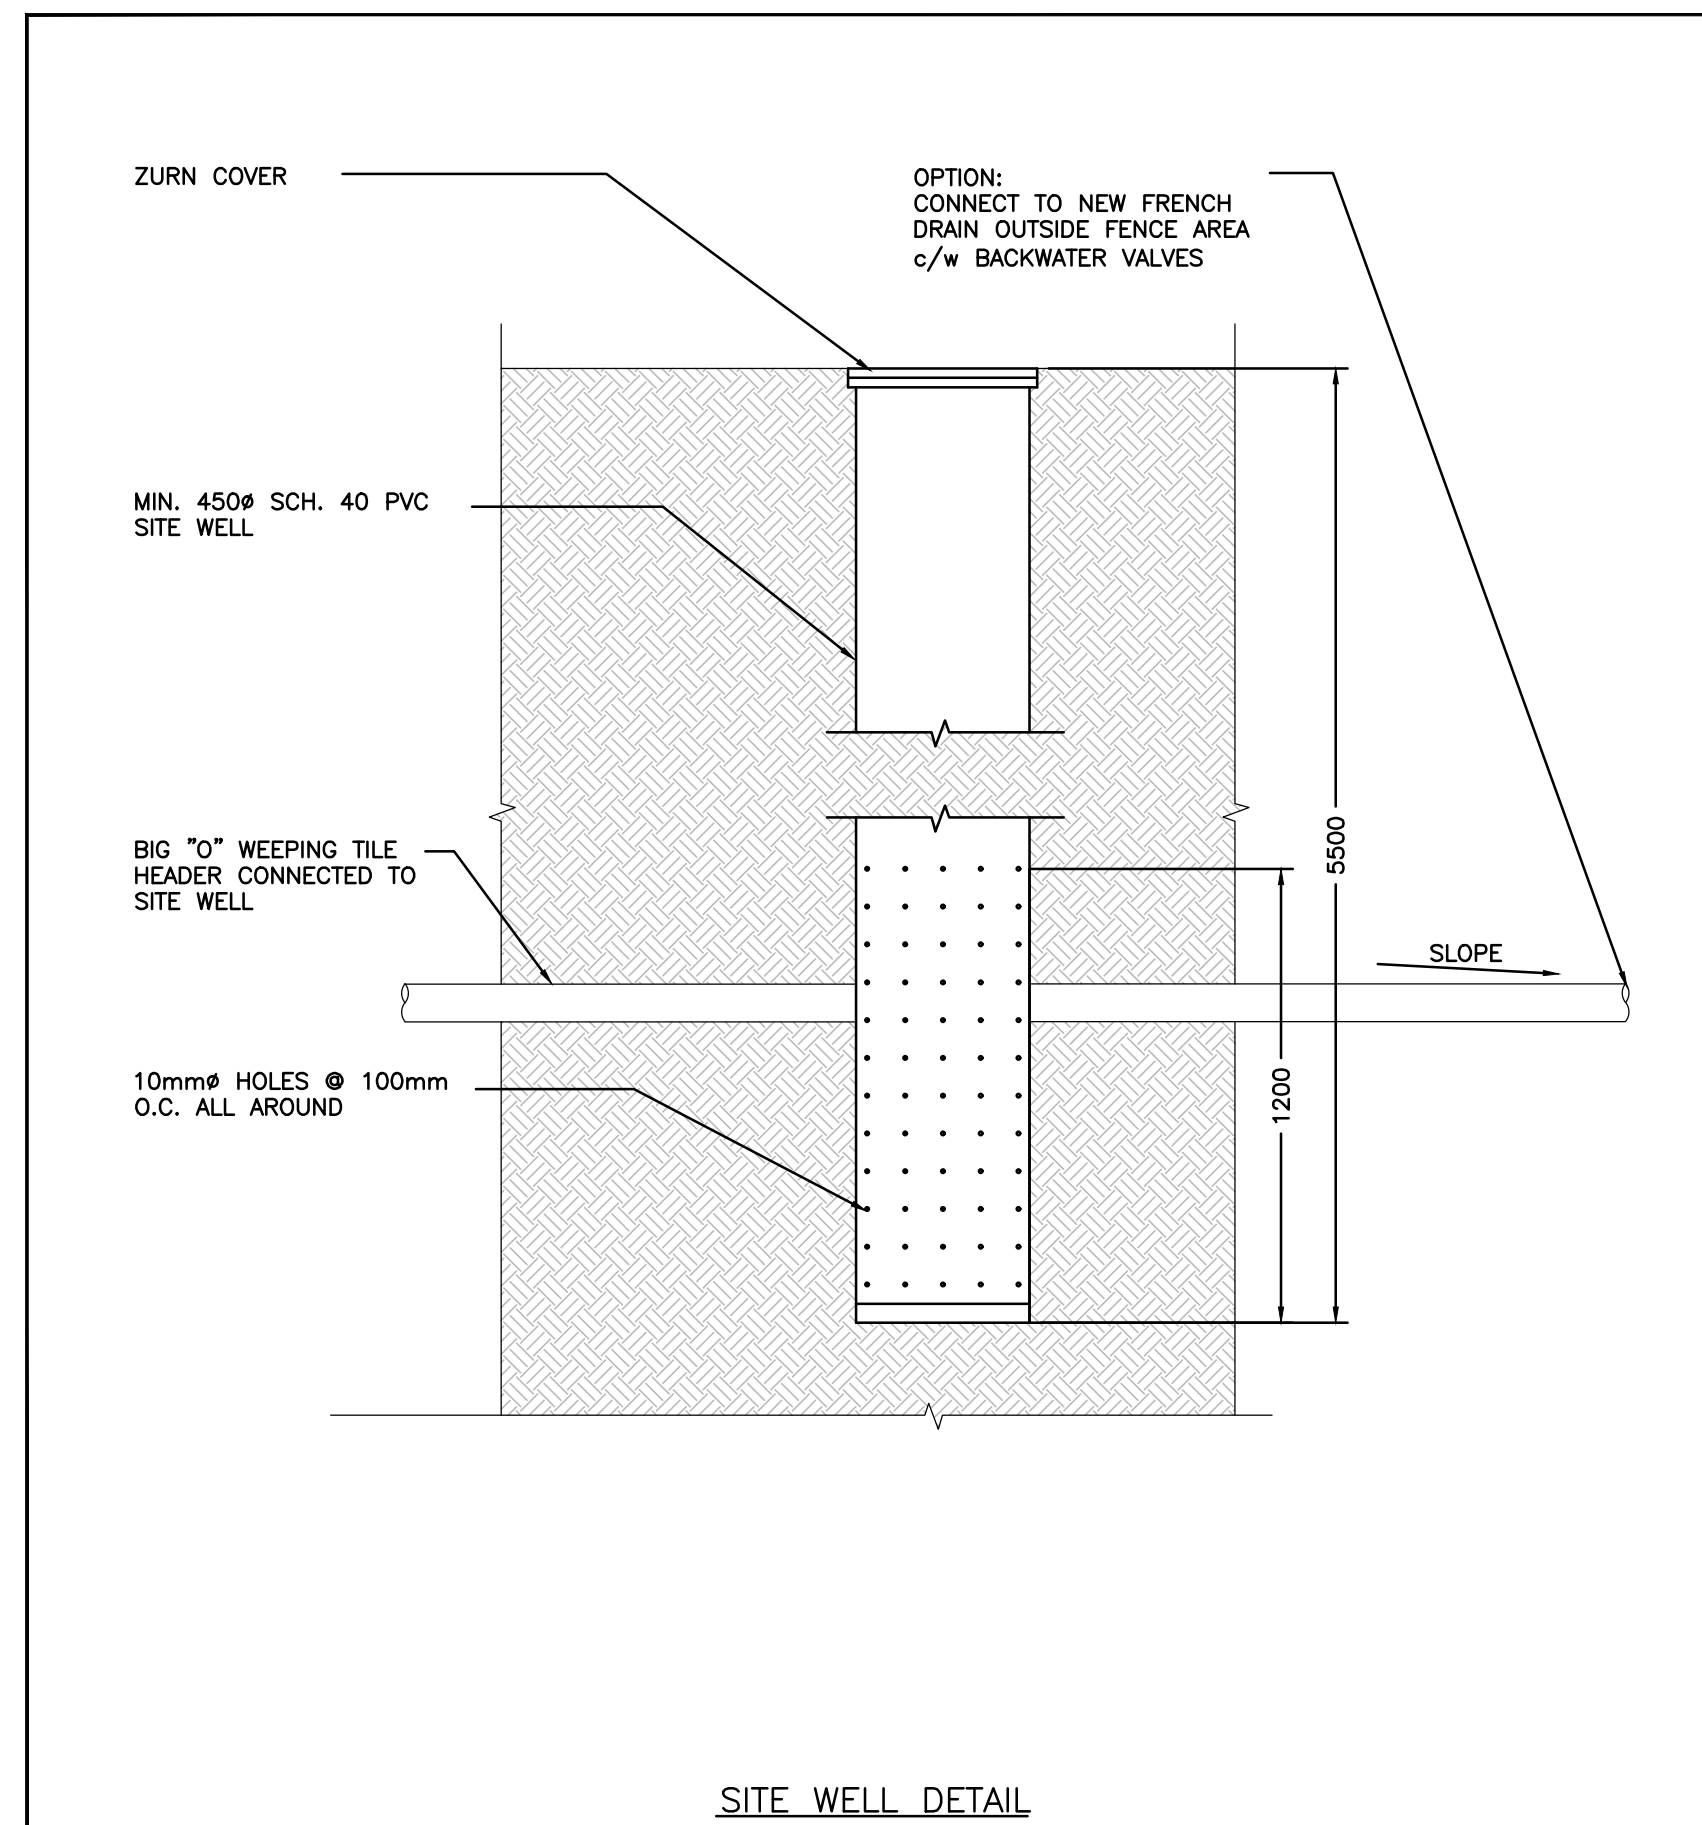 ZURN COVER
OPTION:
CONNECT TO NEW FRENCH
DRAIN OUTSIDE FENCE AREA
c/w BACKWATER VALVES
MIN. 450ø SCH. 40 PVC
SITE WELL
BIG "O" WEEPING TILE
HEADER CONNECTED TO
SITE WELL
5500
SLOPE
10mmø HOLES @ 100mm
O.C. ALL AROUND
1200
SITE WELL DETAIL